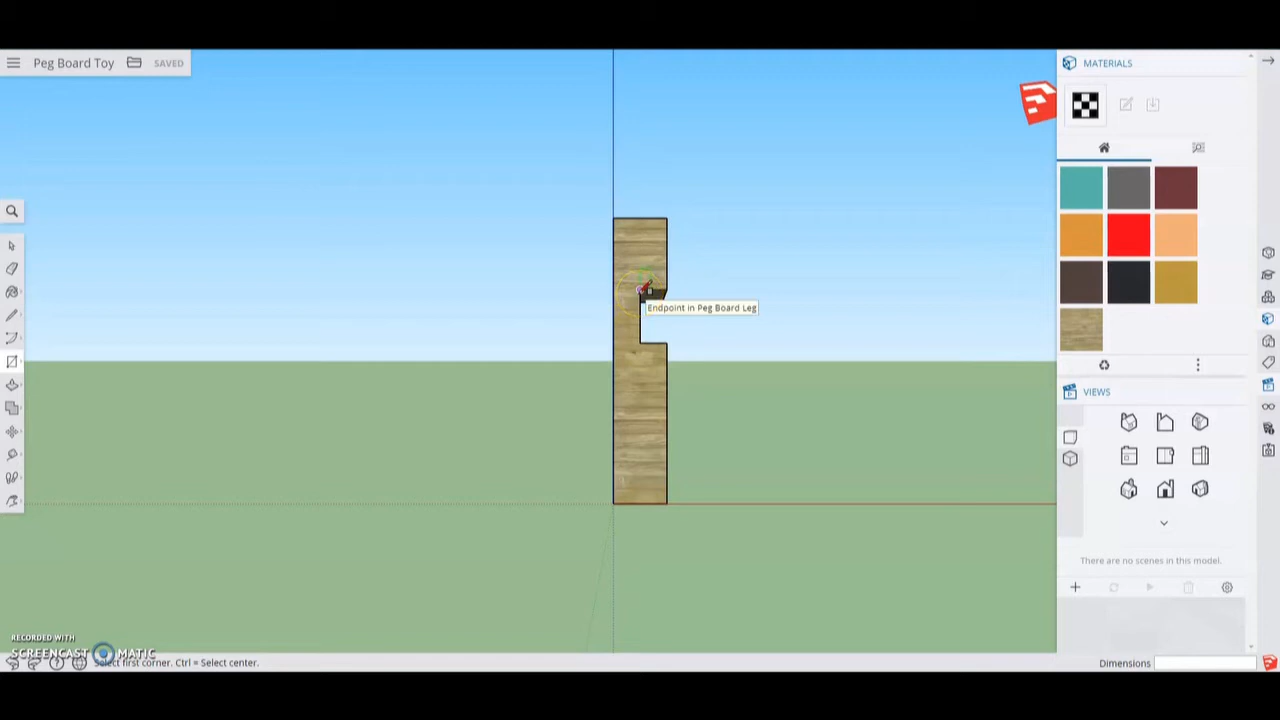 Peg Board Toy SAVED
MATERIALS
Endpoint in Peg Board Leg
VIEWS
There are no scenes in this model.
RECORDED WITH
SCREENCAST MATIC
Select first corner. Ctrl = Select center.
Dimensions